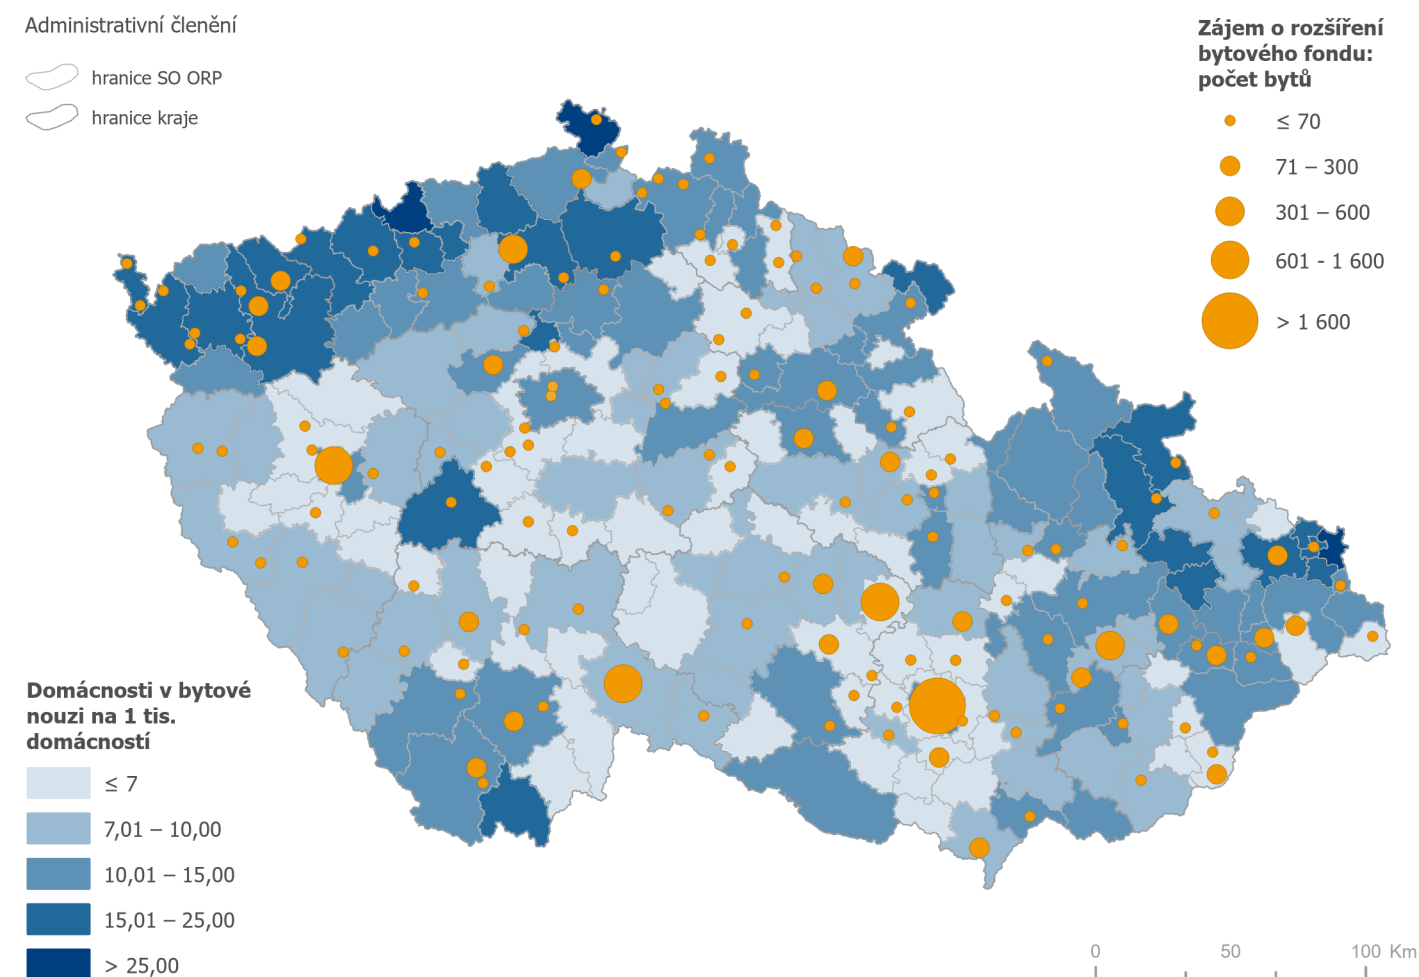 Administrativní členění
hranice SO ORP
hranice kraje
Zájem o rozšíření
bytového fondu:
počet bytů
≤ 70
71 – 300
301 – 600
601 - 1 600
> 1 600
Domácnosti v bytové
nouzi na 1 tis.
domácností
≤ 7
7,01 – 10,00
10,01 – 15,00
15,01 – 25,00
> 25,00
0 50 100 Km